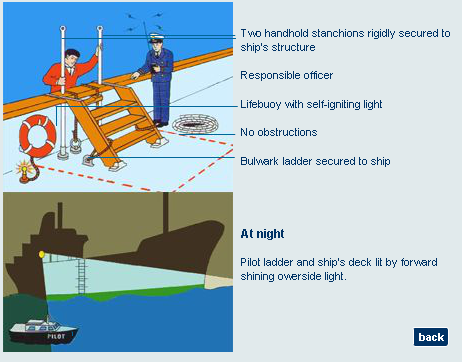 Two handhold stanchions rigidly secured to
ship's structure
Responsible officer
Lifebuoy with self-igniting light
No obstructions
Bulwark ladder secured to ship
At night
Pilot ladder and ship's deck lit by forward
shining overside light.
PILOT
back